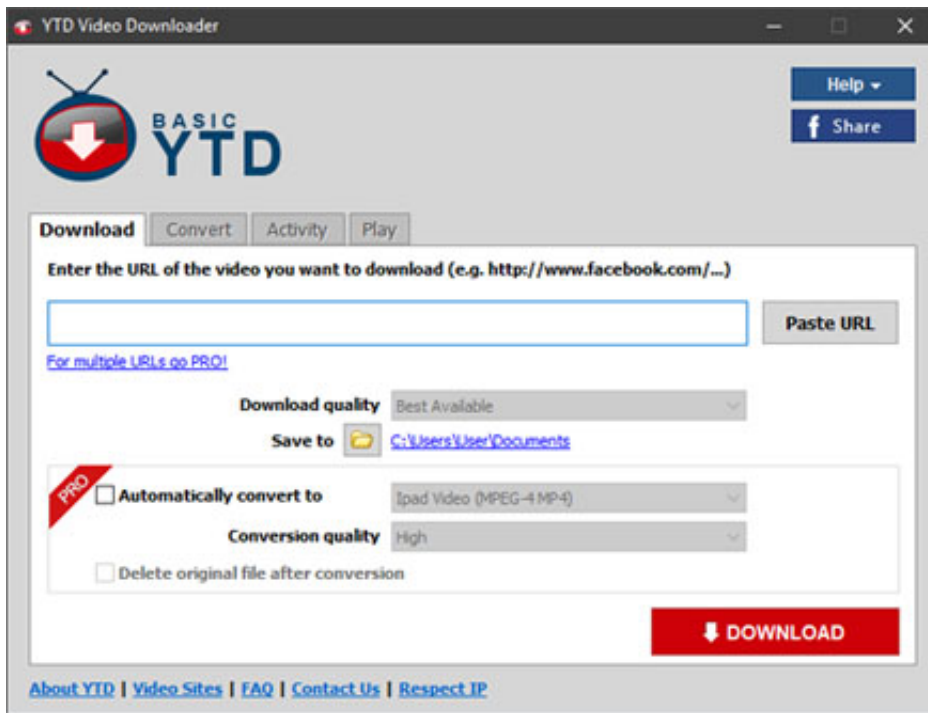 YTD Video Downloader
Help
f Share
BASIC
YTD
Download Convert Activity Play
Enter the URL of the video you want to download (e.g. http://www.facebook.com/...)
Paste URL
For multiple URLs go PRO!
Download quality Best Available
Save to C:\Users\User\Documents
PRO
Automatically convert to Ipad Video (MPEG-4 MP4)
Conversion quality High
Delete original file after conversion
DOWNLOAD
About YTD | Video Sites | FAQ | Contact Us | Respect IP